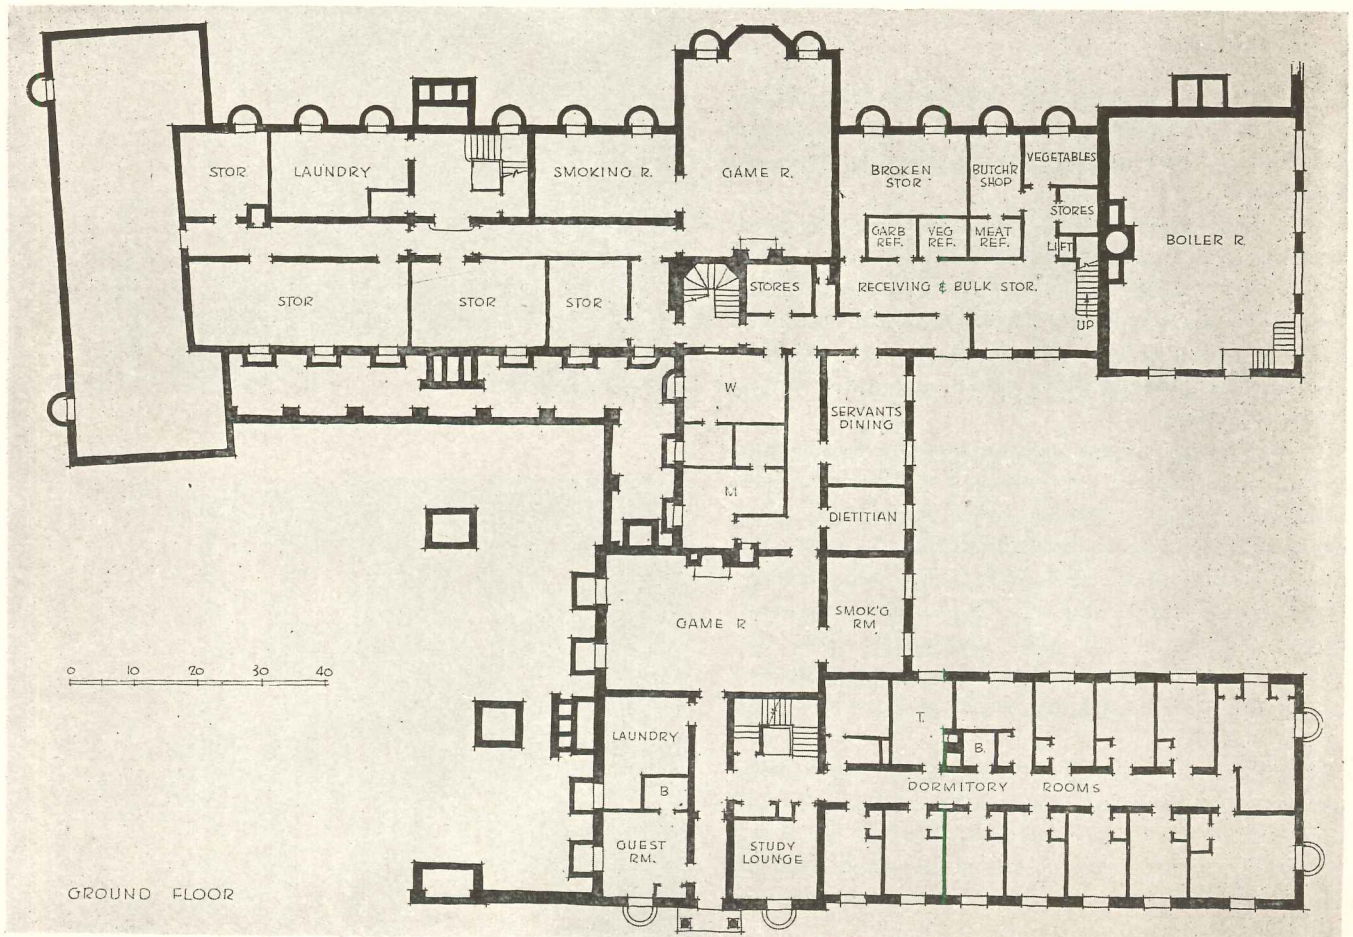 STOR
LAUNDRY
SMOKING R.
GAME R.
BROKEN
STOR
BUTCH'R
SHOP
VEGETABLES
STORES
GARB
REF.
VEG
REF.
MEAT
REF.
LIFT
BOILER R.
STOR
STOR
STOR
STORES
RECEIVING & BULK STOR.
UP
W
SERVANTS
DINING
M
DIETITIAN
GAME R
SMOK'G
RM
0 10 20 30 40
LAUNDRY
T.
B.
B
DORMITORY ROOMS
GUEST
RM.
STUDY
LOUNGE
GROUND FLOOR